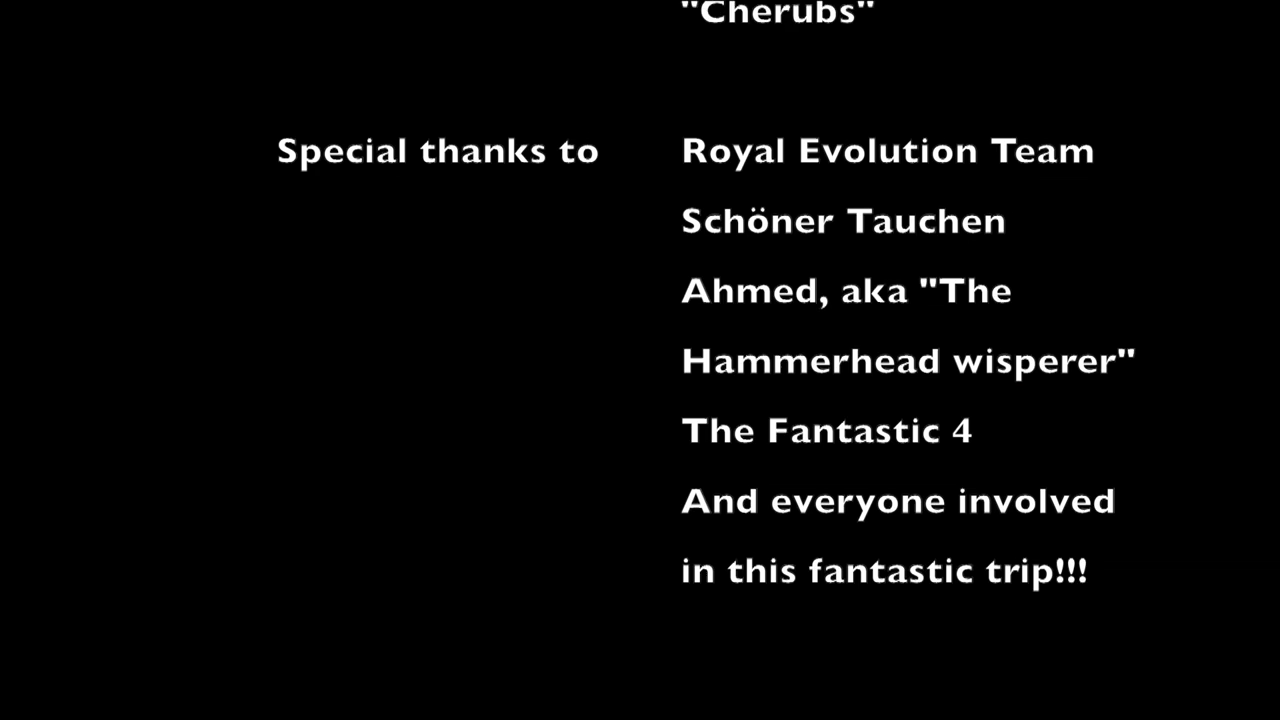 "Cherubs"
Special thanks to Royal Evolution Team
Schöner Tauchen
Ahmed, aka "The
Hammerhead wisperer"
The Fantastic 4
And everyone involved
in this fantastic trip!!!